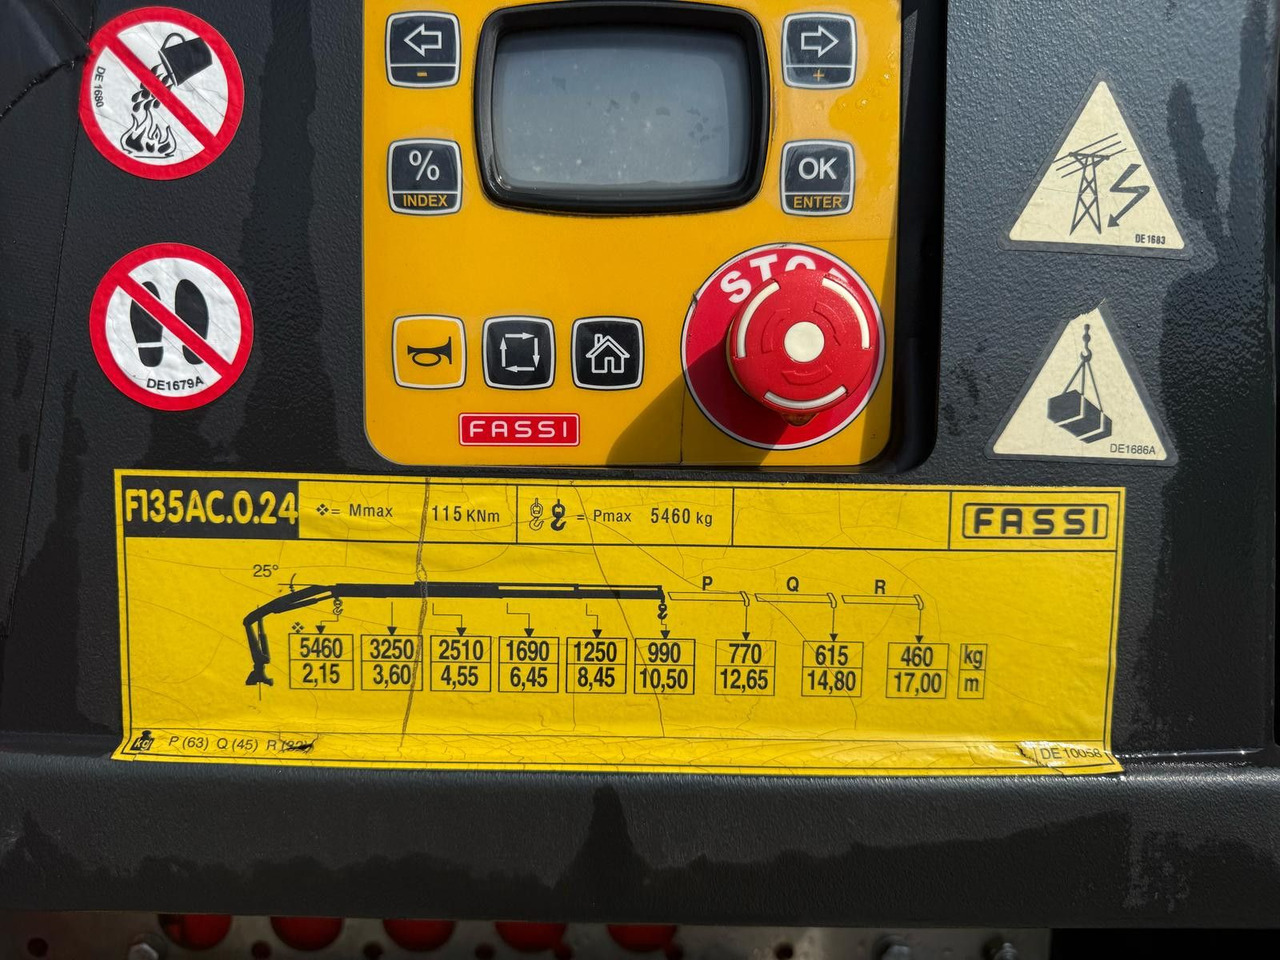 DE 1680
-
+
%
INDEX
OK
ENTER
DE 1683
STOP
DE1679A
FASSI
DE1686A
F135AC.0.24
= Mmax 115 KNm
= Pmax 5460 kg
FASSI
25°
P Q R
5460 3250 2510 1690 1250 990 770 615 460 kg
2,15 3,60 4,55 6,45 8,45 10,50 12,65 14,80 17,00 m
kg P (63) Q (45) R
DE 10058